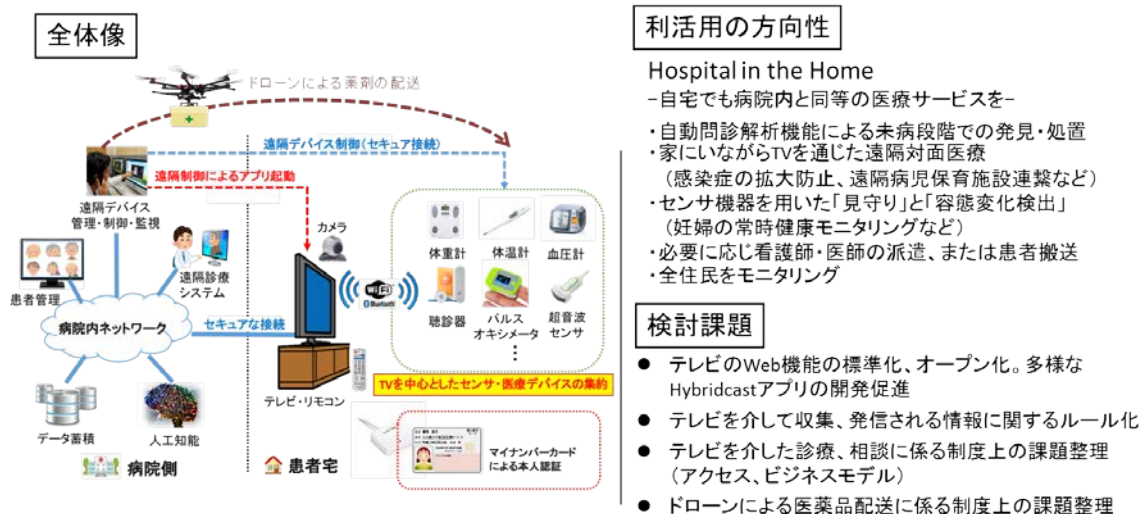 全体像
ドローンによる薬剤の配送
遠隔デバイス制御(セキュア接続)
遠隔制御によるアプリ起動
遠隔デバイス
管理・制御・監視
カメラ
体重計
体温計
血圧計
患者管理
遠隔診療
システム
WiFi
Bluetooth
聴診器
パルス
オキシメータ
超音波
センサ
⋮
病院内ネットワーク
セキュアな接続
TVを中心としたセンサ・医療デバイスの集約
テレビ・リモコン
データ蓄積
人工知能
マイナンバーカード
による本人認証
病院側
患者宅
利活用の方向性
Hospital in the Home
-自宅でも病院内と同等の医療サービスを-
・自動問診解析機能による未病段階での発見・処置
・家にいながらTVを通じた遠隔対面医療
(感染症の拡大防止、遠隔病児保育施設連繋など)
・センサ機器を用いた「見守り」と「容態変化検出」
(妊婦の常時健康モニタリングなど)
・必要に応じ看護師・医師の派遣、または患者搬送
・全住民をモニタリング
検討課題
● テレビのWeb機能の標準化、オープン化。多様な
Hybridcastアプリの開発促進
● テレビを介して収集、発信される情報に関するルール化
● テレビを介した診療、相談に係る制度上の課題整理
(アクセス、ビジネスモデル)
● ドローンによる医薬品配送に係る制度上の課題整理